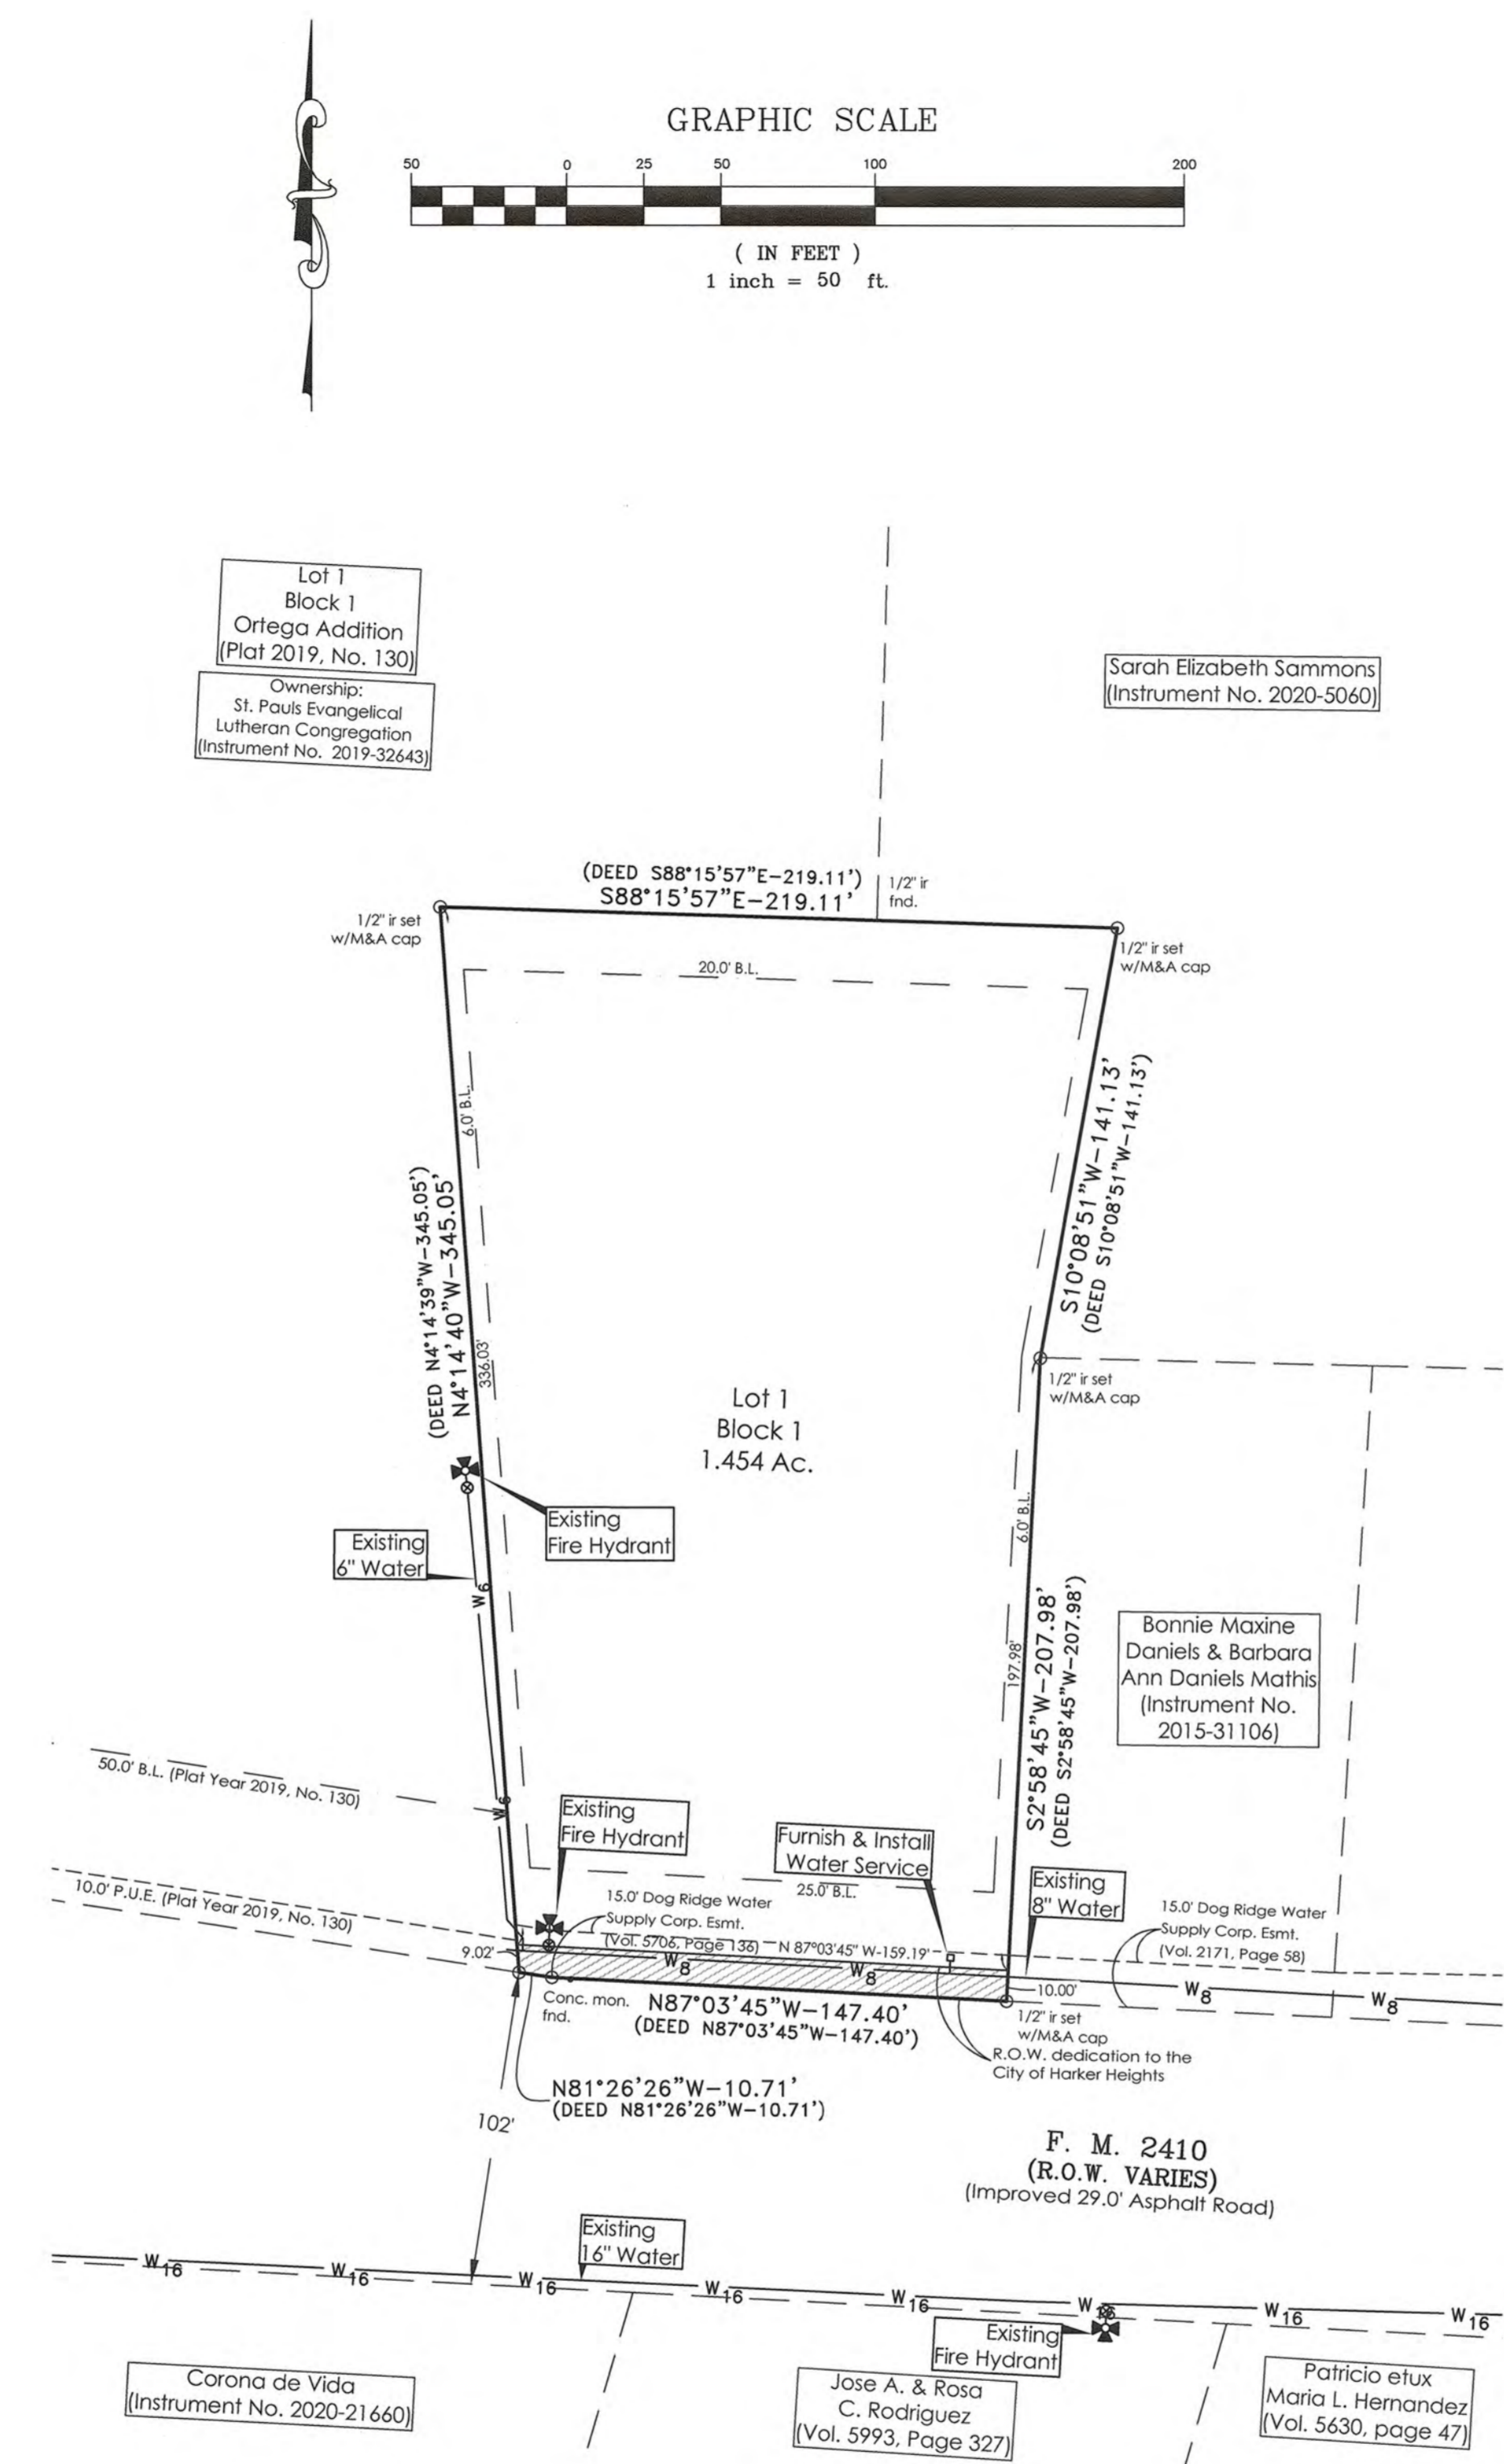 GRAPHIC SCALE
50 0 25 50 100 200
( IN FEET )
1 inch = 50 ft.
Lot 1
Block 1
Ortega Addition
(Plat 2019, No. 130)
Ownership:
St. Pauls Evangelical
Lutheran Congregation
(Instrument No. 2019-32643)
Sarah Elizabeth Sammons
(Instrument No. 2020-5060)
(DEED S88°15'57"E-219.11')
S88°15'57"E-219.11'
1/2" ir
fnd.
1/2" ir set
w/M&A cap
1/2" ir set
w/M&A cap
20.0' B.L.
6.0' B.L.
S10°08'51"W-141.13'
(DEED S10°08'51"W-141.13')
(DEED N4°14'39"W-345.05')
N4°14'40"W-345.05'
336.03'
1/2" ir set
w/M&A cap
Lot 1
Block 1
1.454 Ac.
Existing
Fire Hydrant
Existing
6" Water
W6
6.0' B.L.
197.98'
S2°58'45"W-207.98'
(DEED S2°58'45"W-207.98')
Bonnie Maxine
Daniels & Barbara
Ann Daniels Mathis
(Instrument No.
2015-31106)
50.0' B.L. (Plat Year 2019, No. 130)
W6
Existing
Fire Hydrant
Furnish & Install
Water Service
25.0' B.L.
Existing
8" Water
10.0' P.U.E. (Plat Year 2019, No. 130)
15.0' Dog Ridge Water
Supply Corp. Esmt.
(Vol. 5706, Page 136)
N 87°03'45" W-159.19'
15.0' Dog Ridge Water
Supply Corp. Esmt.
(Vol. 2171, Page 58)
9.02'
W8 W8
10.00'
W8 W8
Conc. mon.
fnd.
N87°03'45"W-147.40'
(DEED N87°03'45"W-147.40')
1/2" ir set
w/M&A cap
R.O.W. dedication to the
City of Harker Heights
N81°26'26"W-10.71'
(DEED N81°26'26"W-10.71')
102'
F. M. 2410
(R.O.W. VARIES)
(Improved 29.0' Asphalt Road)
Existing
16" Water
W16 W16 W16 W16 W16 W16 W16 W16
Existing
Fire Hydrant
Corona de Vida
(Instrument No. 2020-21660)
Jose A. & Rosa
C. Rodriguez
(Vol. 5993, Page 327)
Patricio etux
Maria L. Hernandez
(Vol. 5630, page 47)